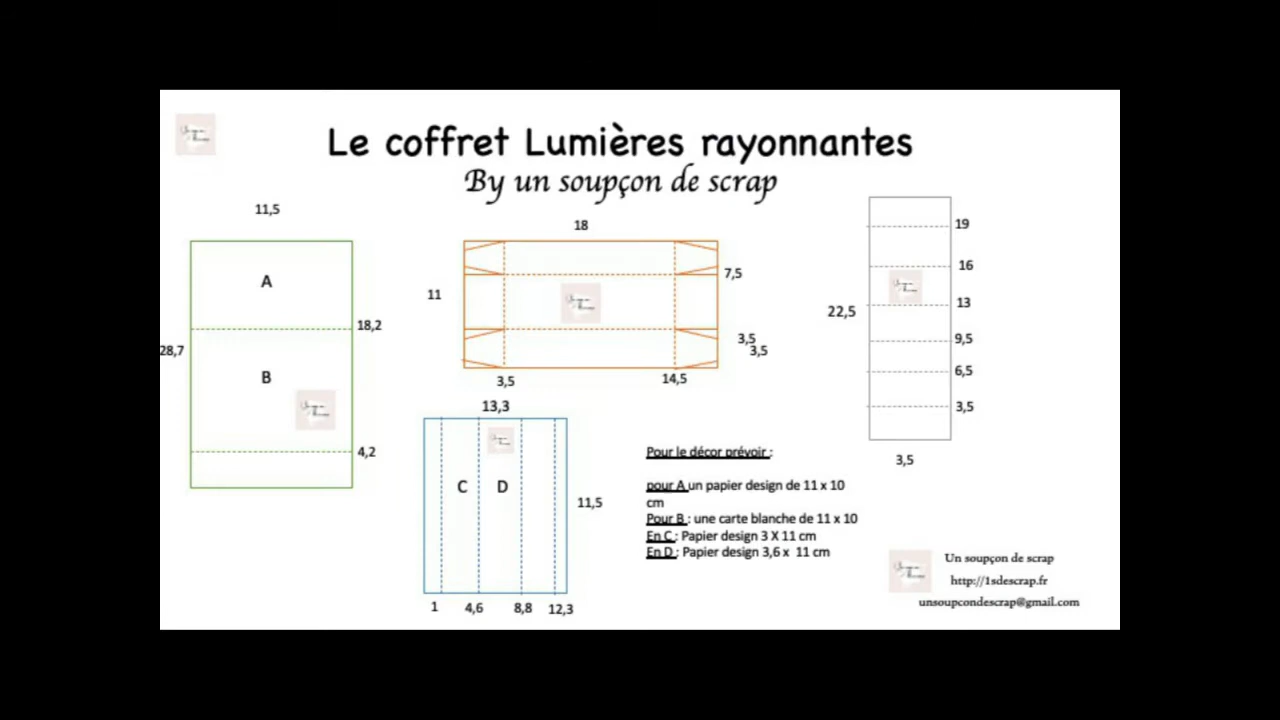 Le coffret Lumières rayonnantes
By un soupçon de scrap
11,5
A
18,2
28,7
B
4,2
18
11
7,5
3,5
3,5
3,5
14,5
13,3
C
D
11,5
1
4,6
8,8
12,3
19
16
13
22,5
9,5
6,5
3,5
3,5
Pour le décor prévoir :
pour A un papier design de 11 x 10
cm
Pour B : une carte blanche de 11 x 10
En C : Papier design 3 X 11 cm
En D : Papier design 3,6 x 11 cm
Un soupçon de scrap
http://1sdescrap.fr
unsoupcondescrap@gmail.com